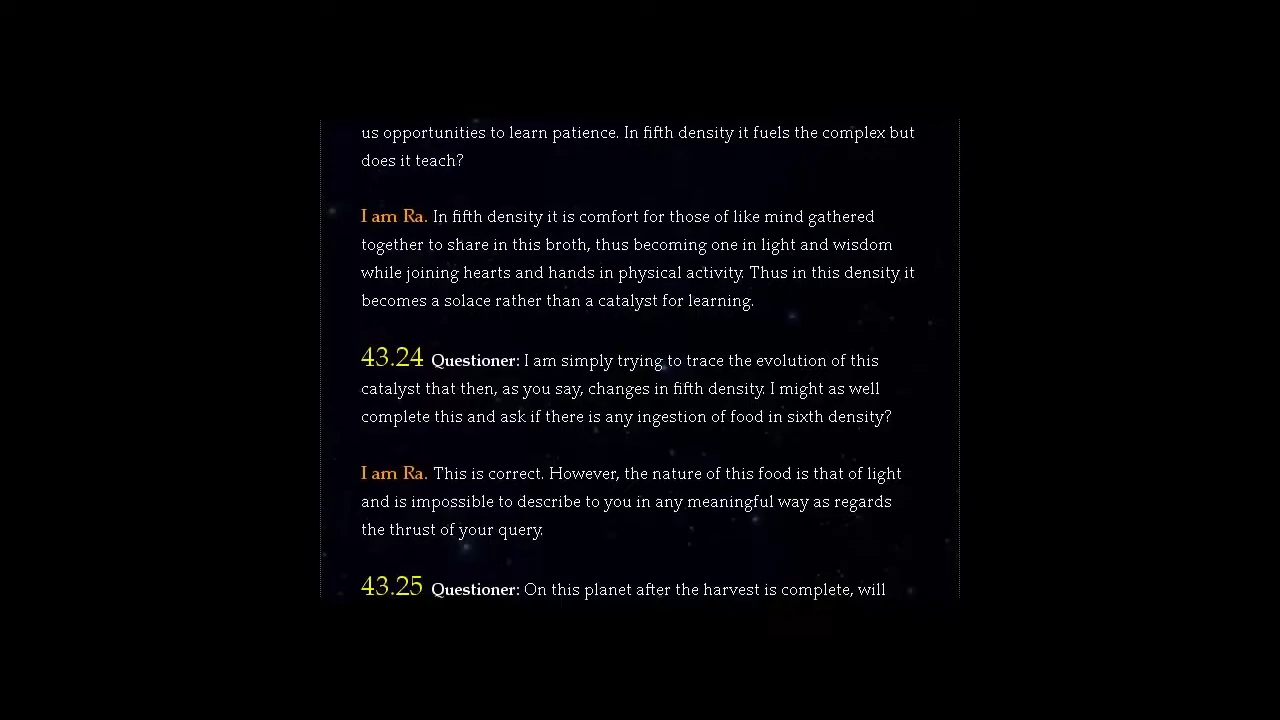 us opportunities to learn patience. In fifth density it fuels the complex but
does it teach?
I am Ra. In fifth density it is comfort for those of like mind gathered
together to share in this broth, thus becoming one in light and wisdom
while joining hearts and hands in physical activity. Thus in this density it
becomes a solace rather than a catalyst for learning.
43.24 Questioner: I am simply trying to trace the evolution of this
catalyst that then, as you say, changes in fifth density. I might as well
complete this and ask if there is any ingestion of food in sixth density?
I am Ra. This is correct. However, the nature of this food is that of light
and is impossible to describe to you in any meaningful way as regards
the thrust of your query.
43.25 Questioner: On this planet after the harvest is complete, will